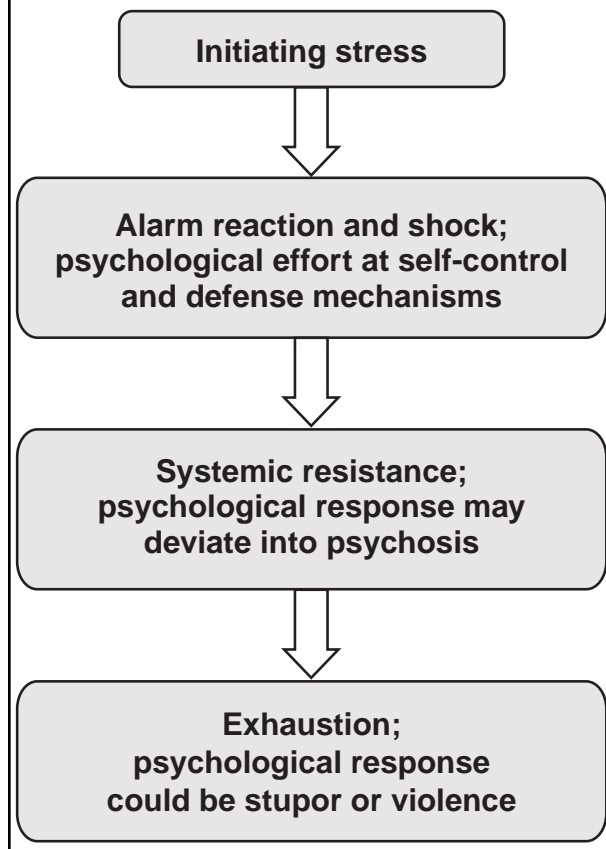 Initiating stress
Alarm reaction and shock;
psychological effort at self-control
and defense mechanisms
Systemic resistance;
psychological response may
deviate into psychosis
Exhaustion;
psychological response
could be stupor or violence